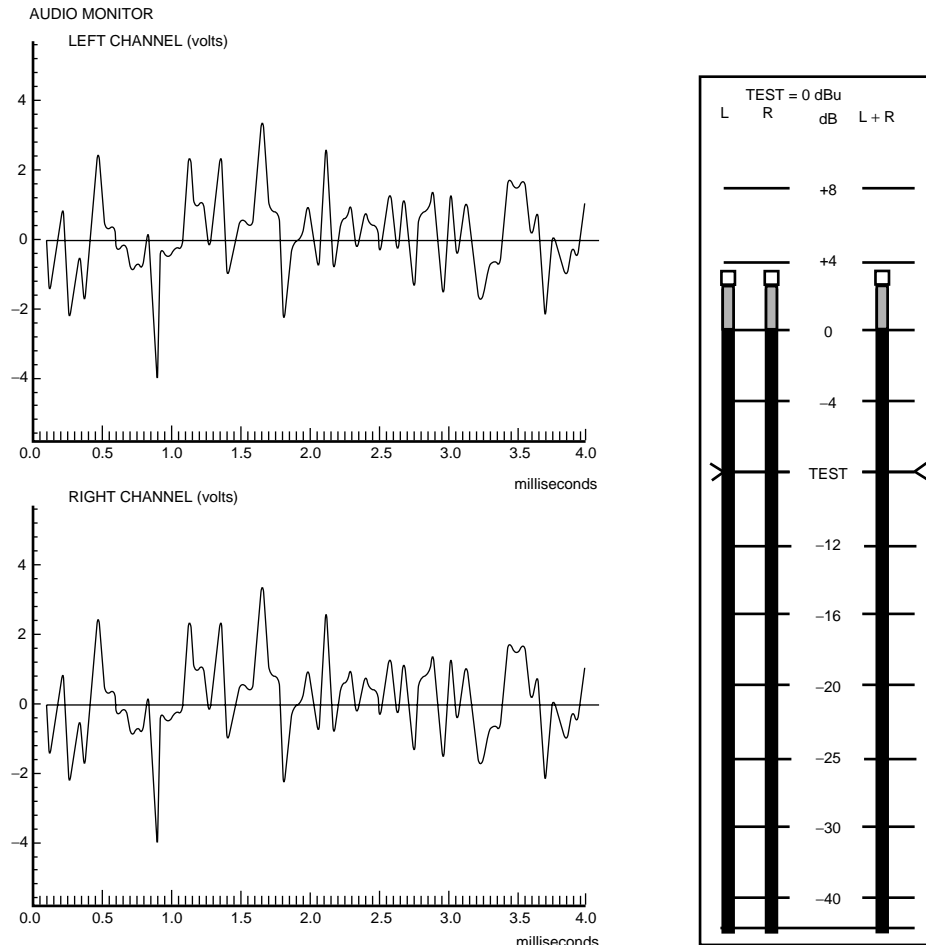 AUDIO MONITOR
LEFT CHANNEL (volts)
4
2
0
−2
−4
0.0 0.5 1.0 1.5 2.0 2.5 3.0 3.5 4.0
milliseconds
RIGHT CHANNEL (volts)
4
2
0
−2
−4
0.0 0.5 1.0 1.5 2.0 2.5 3.0 3.5 4.0
milliseconds
TEST = 0 dBu
L R dB L + R
+8
+4
0
−4
TEST
−12
−16
−20
−25
−30
−40